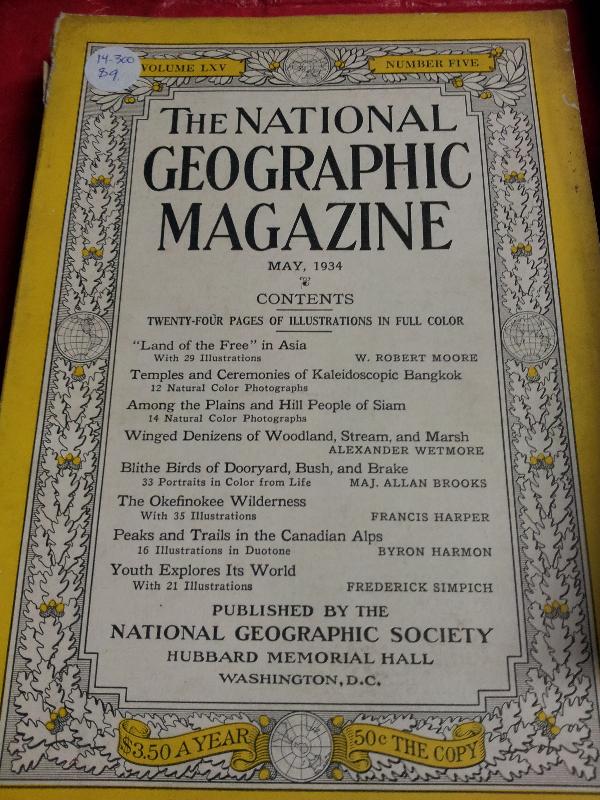 14-300
$9.
VOLUME LXV
NUMBER FIVE
THE NATIONAL
GEOGRAPHIC
MAGAZINE
MAY, 1934
CONTENTS
TWENTY-FOUR PAGES OF ILLUSTRATIONS IN FULL COLOR
"Land of the Free" in Asia
With 29 Illustrations W. ROBERT MOORE
Temples and Ceremonies of Kaleidoscopic Bangkok
12 Natural Color Photographs
Among the Plains and Hill People of Siam
14 Natural Color Photographs
Winged Denizens of Woodland, Stream, and Marsh
ALEXANDER WETMORE
Blithe Birds of Dooryard, Bush, and Brake
33 Portraits in Color from Life MAJ. ALLAN BROOKS
The Okefinokee Wilderness
With 35 Illustrations FRANCIS HARPER
Peaks and Trails in the Canadian Alps
16 Illustrations in Duotone BYRON HARMON
Youth Explores Its World
With 21 Illustrations FREDERICK SIMPICH
PUBLISHED BY THE
NATIONAL GEOGRAPHIC SOCIETY
HUBBARD MEMORIAL HALL
WASHINGTON, D.C.
$3.50 A YEAR
50c THE COPY